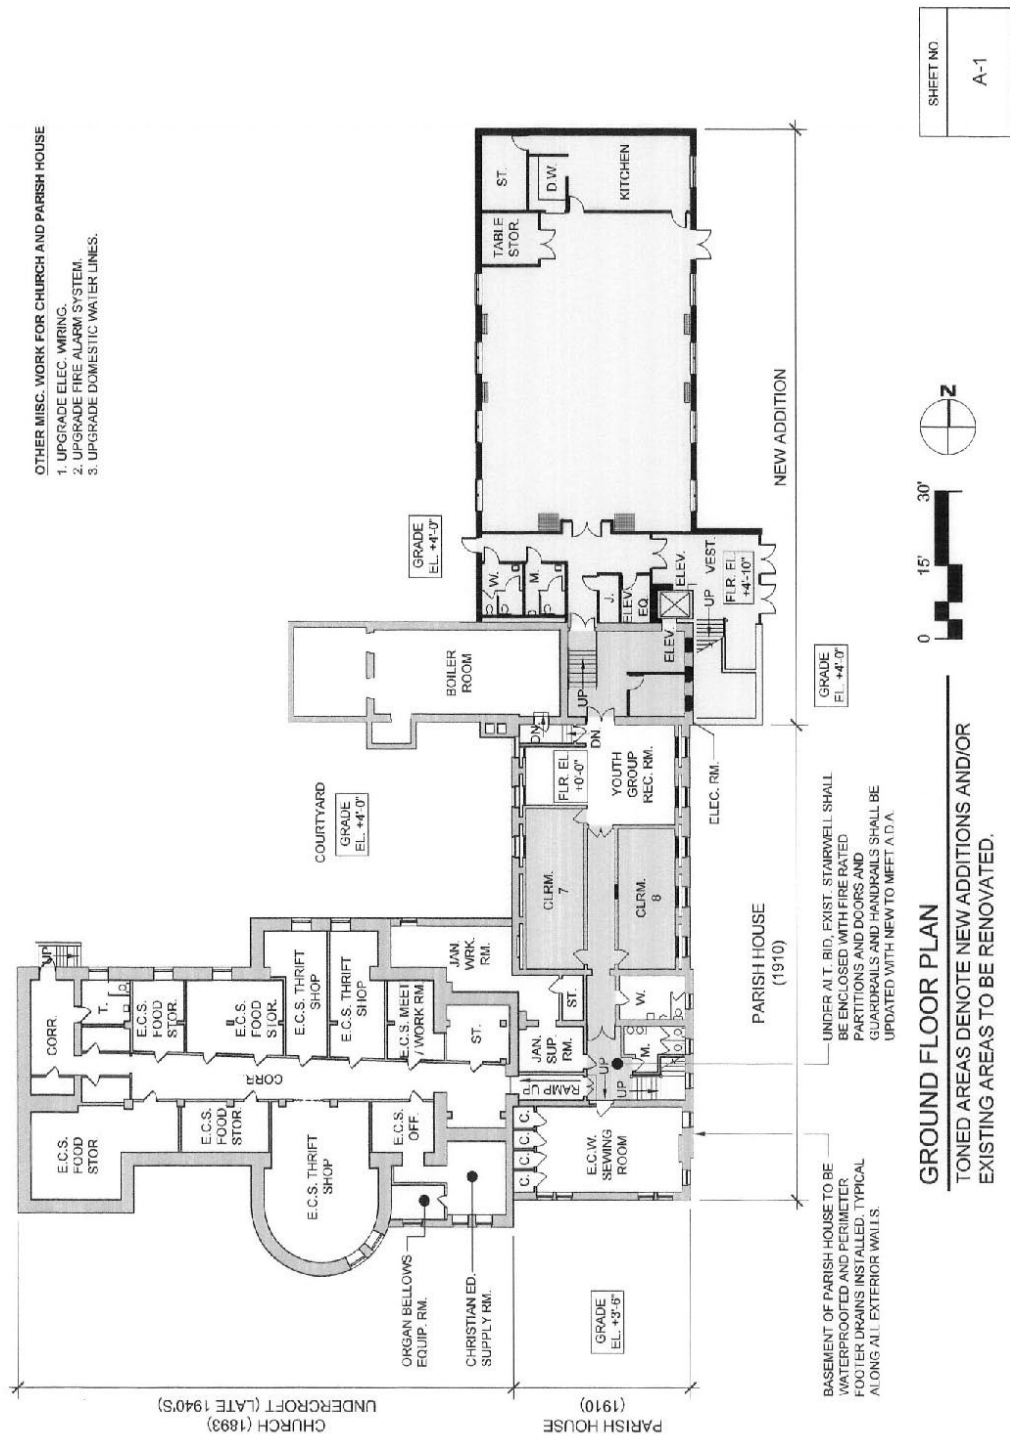 OTHER MISC. WORK FOR CHURCH AND PARISH HOUSE
1. UPGRADE ELEC. WIRING.
2. UPGRADE FIRE ALARM SYSTEM.
3. UPGRADE DOMESTIC WATER LINES.
SHEET NO
A-1
ST.
D.W.
KITCHEN
TABLE
STOR.
NEW ADDITION
GRADE
EL. +4'-0"
W.
M.
J.
ELEV.
EQ.
ELEV.
VEST.
FLR. EL.
+4'-10"
UP
ELEV.
UP
BOILER
ROOM
GRADE
EL. +4'-0"
DN.
DN.
ELEC. RM.
FLR. EL
+0'-0"
YOUTH
GROUP
REC. RM.
COURTYARD
GRADE
EL. +4'-0"
CLRM.
7
CLRM.
8
PARISH HOUSE
(1910)
UP
CORR.
T.
E.C.S.
FOOD
STOR.
E.C.S.
FOOD
STOR.
E.C.S. THRIFT
SHOP
E.C.S. THRIFT
SHOP
JAN.
WRK.
RM.
E.C.S. MEET
/ WORK RM.
ST.
ST.
W.
JAN.
SUP.
RM.
M.
UP
UP
RAMP UP
CORR
E.C.S.
FOOD
STOR
E.C.S.
FOOD
STOR.
E.C.S. THRIFT
SHOP
E.C.S.
OFF.
C.
C.
C.
C.
E.C.W.
SEWING
ROOM
ORGAN BELLOWS
EQUIP. RM.
CHRISTIAN ED.
SUPPLY RM.
GRADE
EL. +3'-6"
CHURCH (1893)
UNDERCROFT (LATE 1940'S)
PARISH HOUSE
(1910)
BASEMENT OF PARISH HOUSE TO BE
WATERPROOFED AND PERIMETER
FOOTER DRAINS INSTALLED, TYPICAL
ALONG ALL EXTERIOR WALLS.
UNDER ALT. BID, EXIST. STAIRWELL SHALL
BE ENCLOSED WITH FIRE RATED
PARTITIONS AND DOORS AND
GUARDRAILS AND HANDRAILS SHALL BE
UPDATED WITH NEW TO MEET A.D.A.
GROUND FLOOR PLAN
TONED AREAS DENOTE NEW ADDITIONS AND/OR
EXISTING AREAS TO BE RENOVATED.
0 15' 30'
N